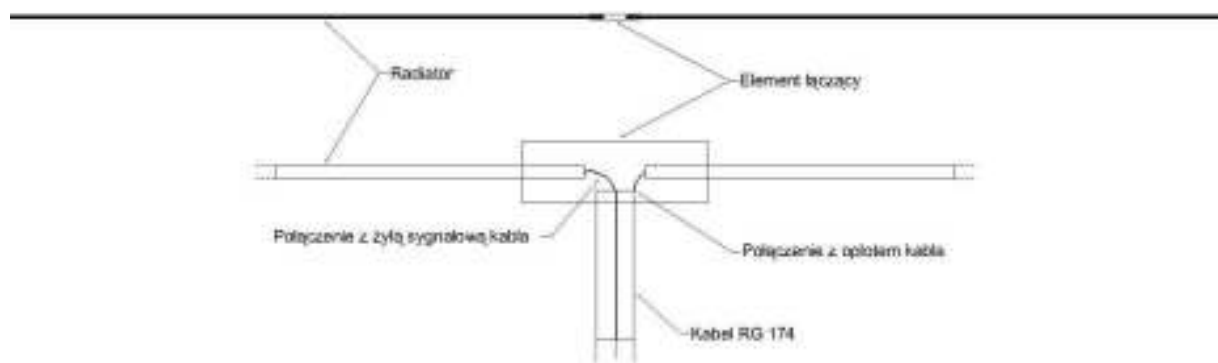 Radiator
Element łączący
Połączenie z żyłą sygnałową kabla
Połączenie z oplotem kabla
Kabel RG 174